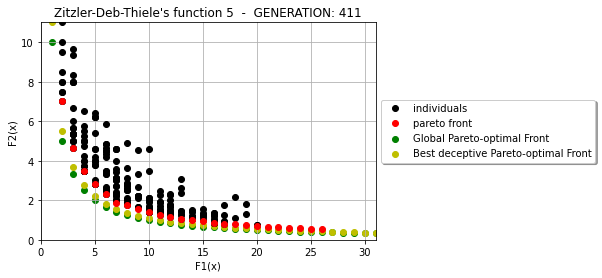 Zitzler-Deb-Thiele's function 5 - GENERATION: 411
10
8
6
4
2
0
F2(x)
0 5 10 15 20 25 30
F1(x)
individuals
pareto front
Global Pareto-optimal Front
Best deceptive Pareto-optimal Front